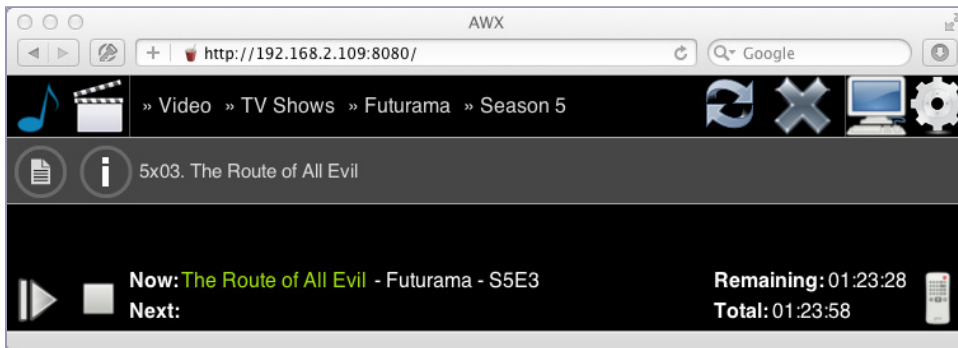 AWX
http://192.168.2.109:8080/
Google
» Video » TV Shows » Futurama » Season 5
5x03. The Route of All Evil
Now: The Route of All Evil - Futurama - S5E3
Remaining: 01:23:28
Next:
Total: 01:23:58